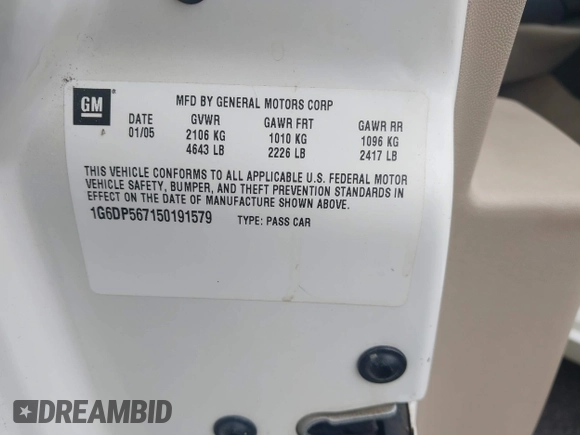 GM
MFD BY GENERAL MOTORS CORP
DATE GVWR GAWR FRT GAWR RR
01/05 2106 KG 1010 KG 1096 KG
4643 LB 2226 LB 2417 LB
THIS VEHICLE CONFORMS TO ALL APPLICABLE U.S. FEDERAL MOTOR
VEHICLE SAFETY, BUMPER, AND THEFT PREVENTION STANDARDS IN
EFFECT ON THE DATE OF MANUFACTURE SHOWN ABOVE.
1G6DP567150191579 TYPE: PASS CAR
DREAMBID